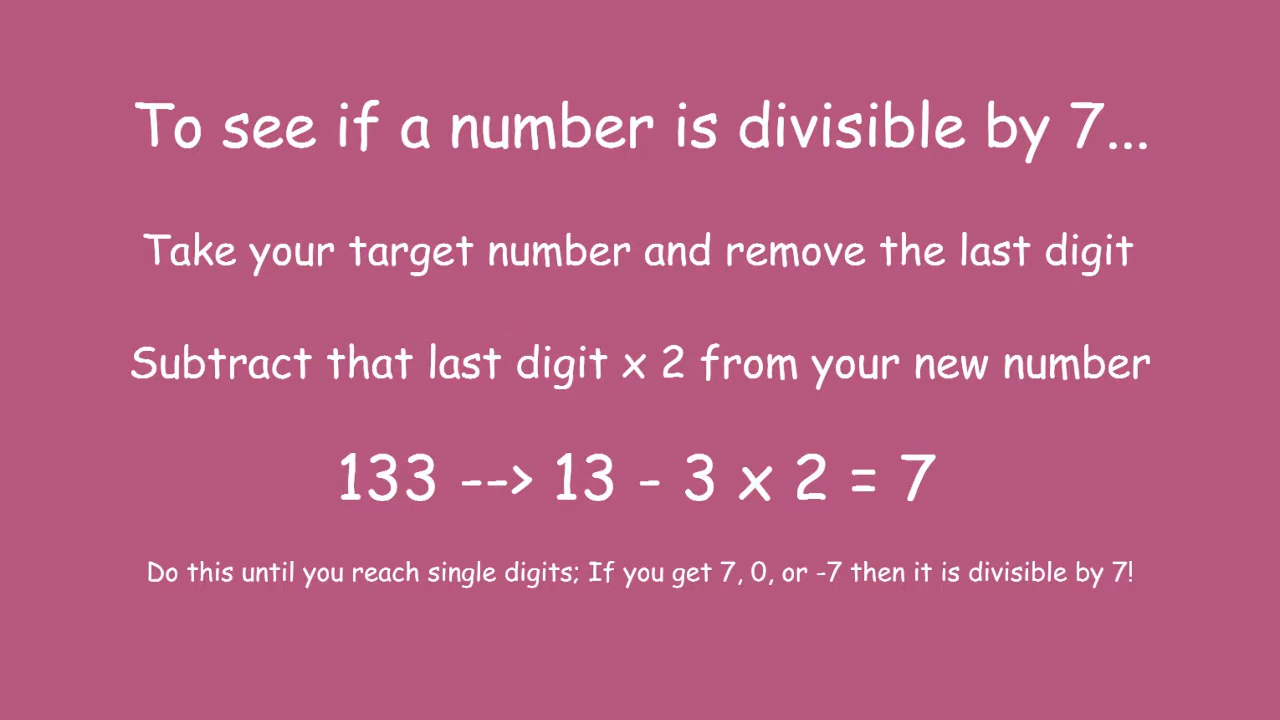 To see if a number is divisible by 7...
Take your target number and remove the last digit
Subtract that last digit x 2 from your new number
133 --> 13 - 3 x 2 = 7
Do this until you reach single digits; If you get 7, 0, or -7 then it is divisible by 7!